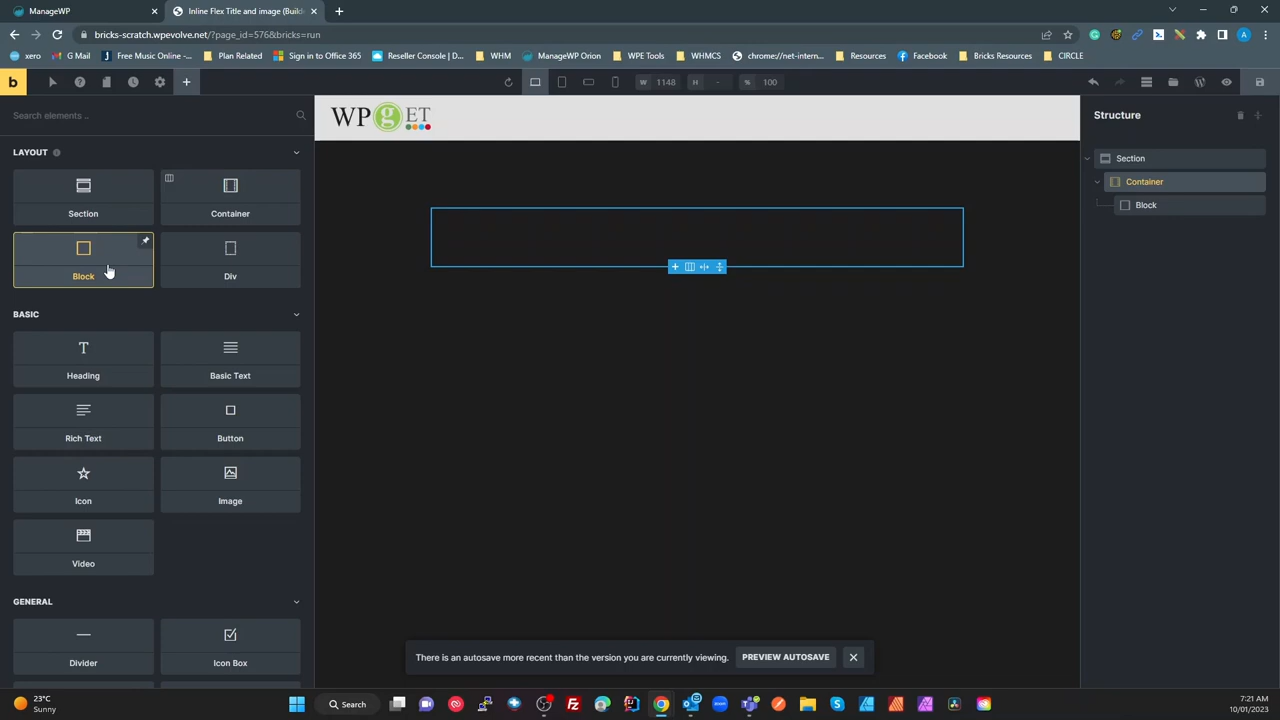 ManageWP
Inline Flex Title and image (Build
bricks-scratch.wpevolve.net/?page_id=576&bricks=run
xero
G Mail
Free Music Online -...
Plan Related
Sign in to Office 365
Reseller Console –...
WHM
ManageWP Orion
WPF Tools
WHMCS
chrome://net-intern...
Resources
Facebook
Bricks Resources
CIRCLE
b
W 1148 H - % 100
Search elements ..
WPgET
Structure
LAYOUT
Section
Container
Block
Div
Section
Container
Block
BASIC
Heading
Basic Text
Rich Text
Button
Icon
Image
Video
GENERAL
Divider
Icon Box
There is an autosave more recent than the version you are currently viewing.
PREVIEW AUTOSAVE
23°C
Sunny
Search
7:21 AM
10/01/2023